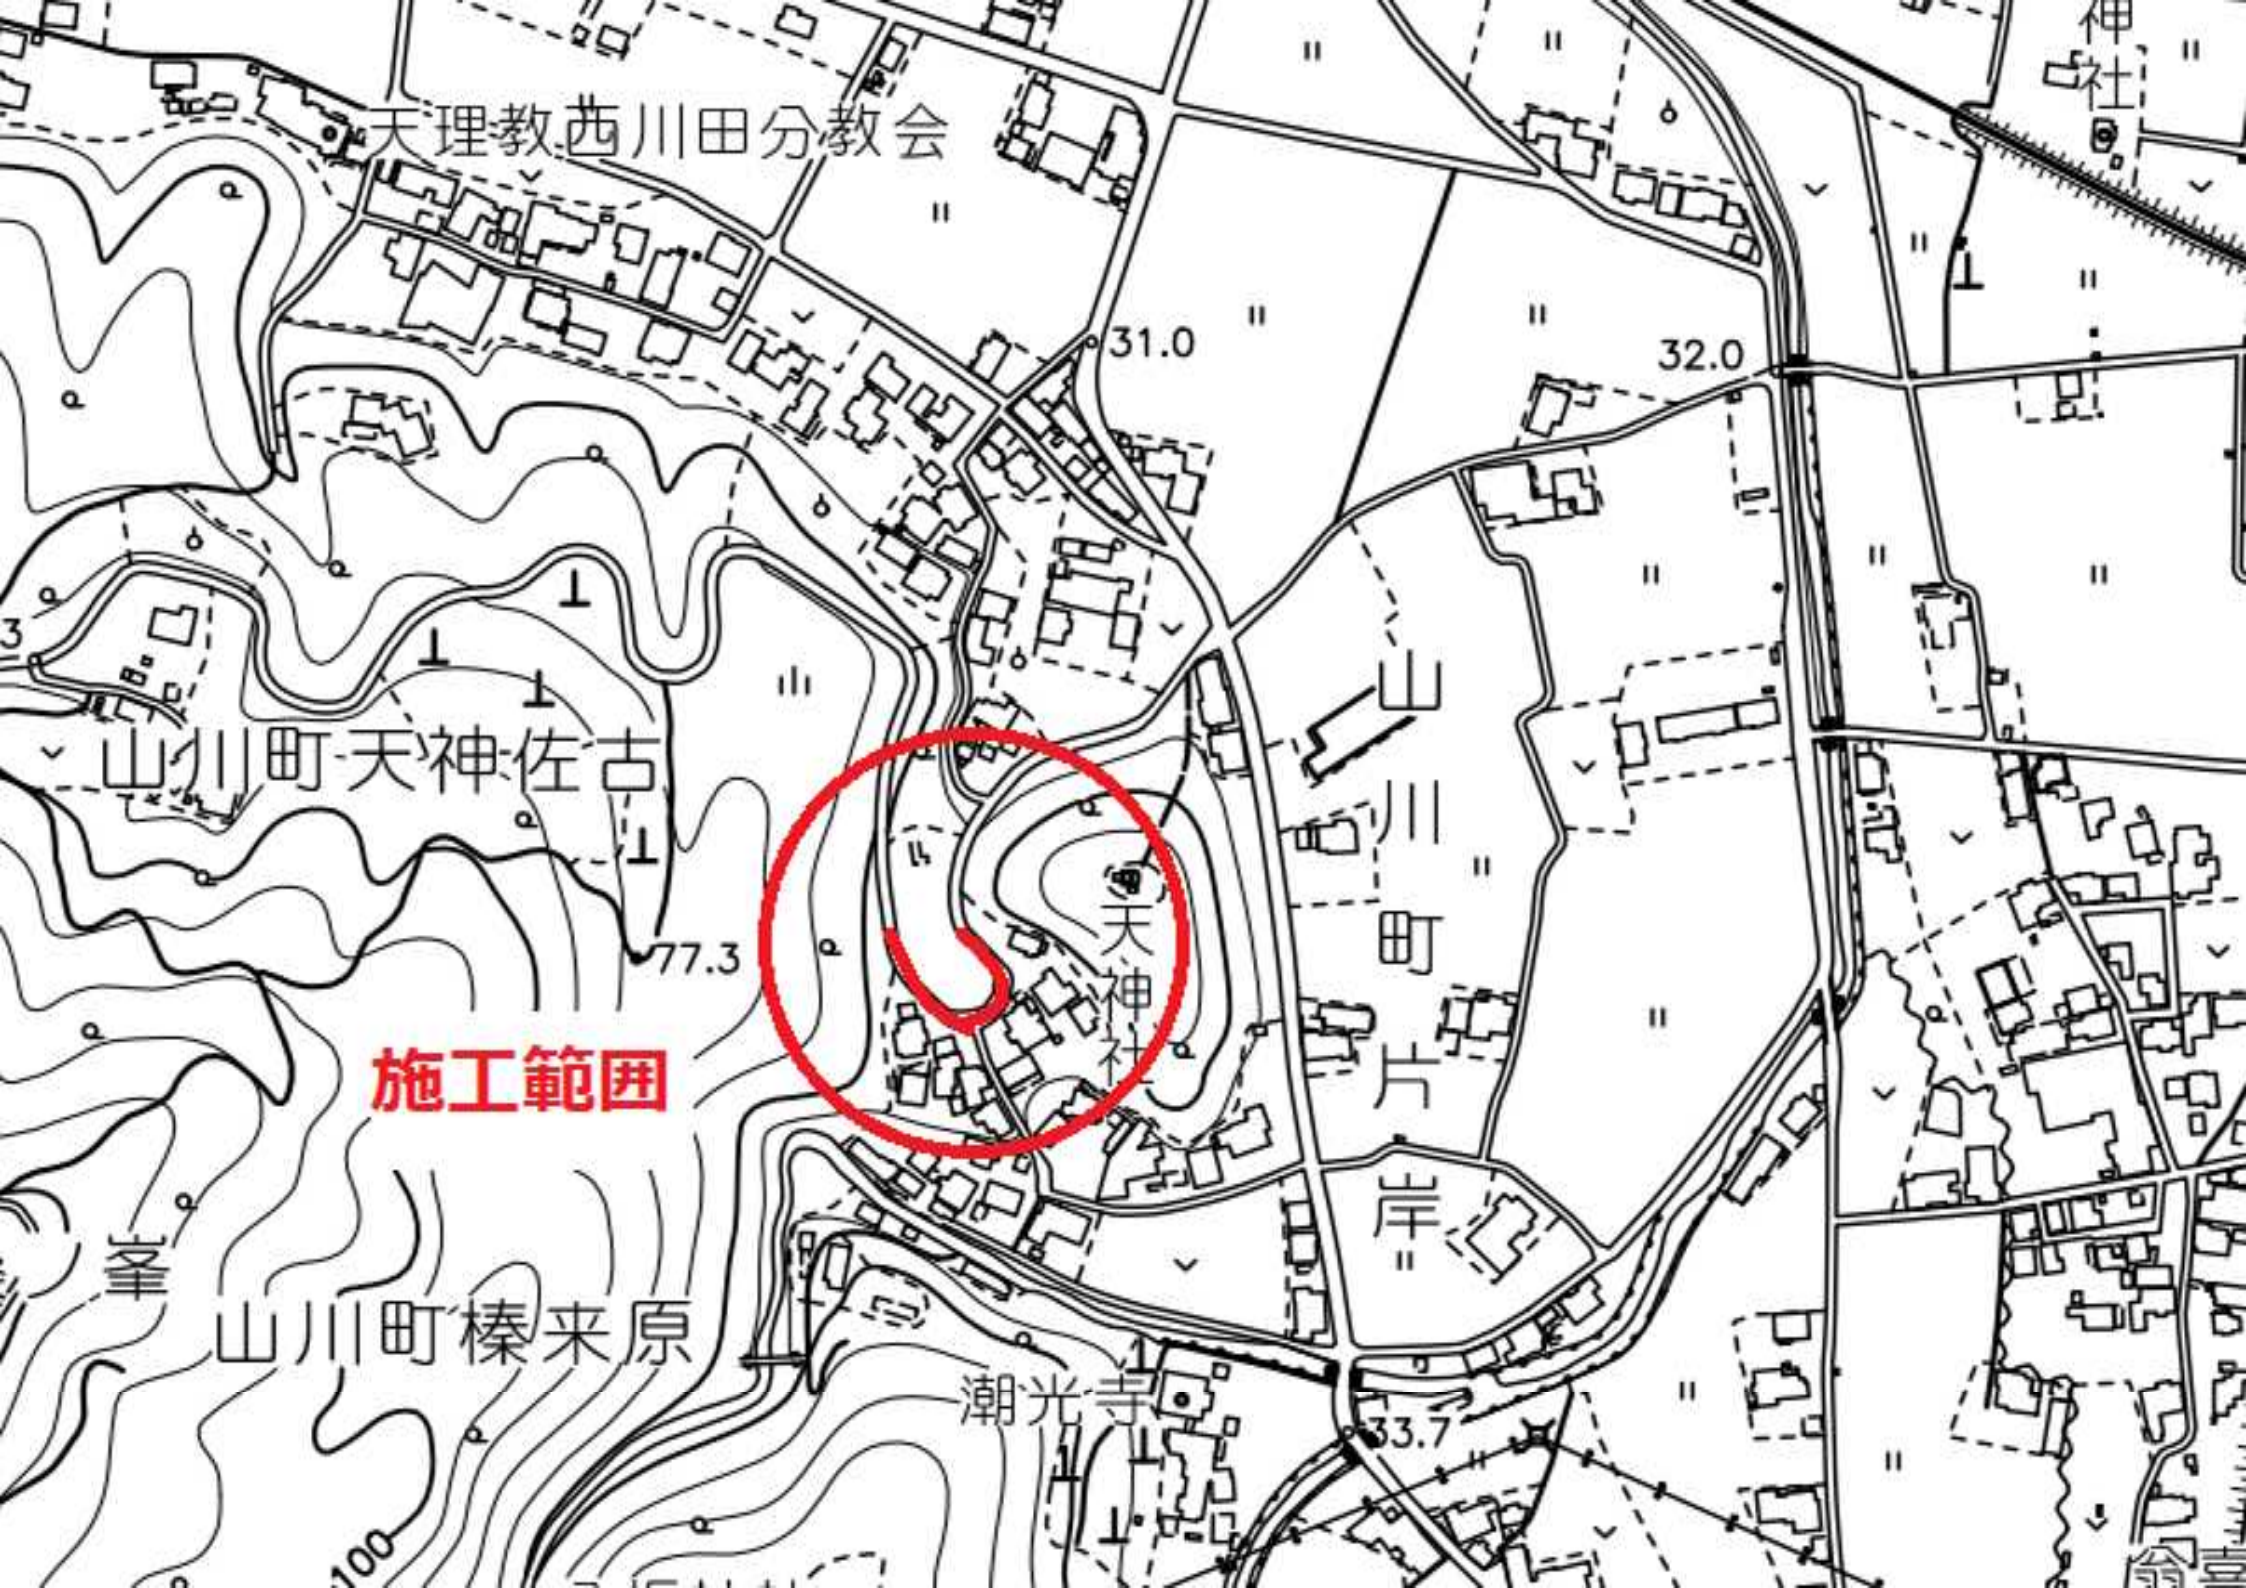 神社
天理教西川田分教会
31.0
32.0
3
山川町天神佐古
山川町片岸
天神社
77.3
施工範囲
峯
山川町榛来原
潮光寺
33.7
100